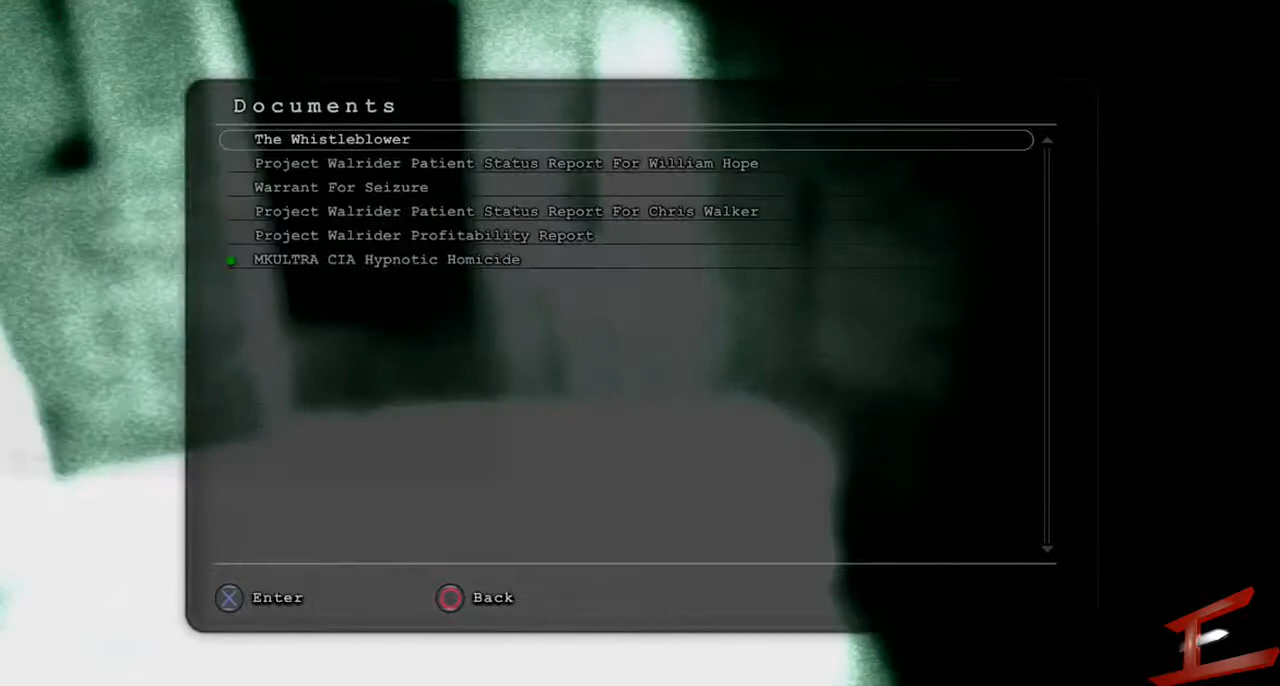 Documents
The Whistleblower
Project Walrider Patient Status Report For William Hope
Warrant For Seizure
Project Walrider Patient Status Report For Chris Walker
Project Walrider Profitability Report
MKULTRA CIA Hypnotic Homicide
Enter
Back